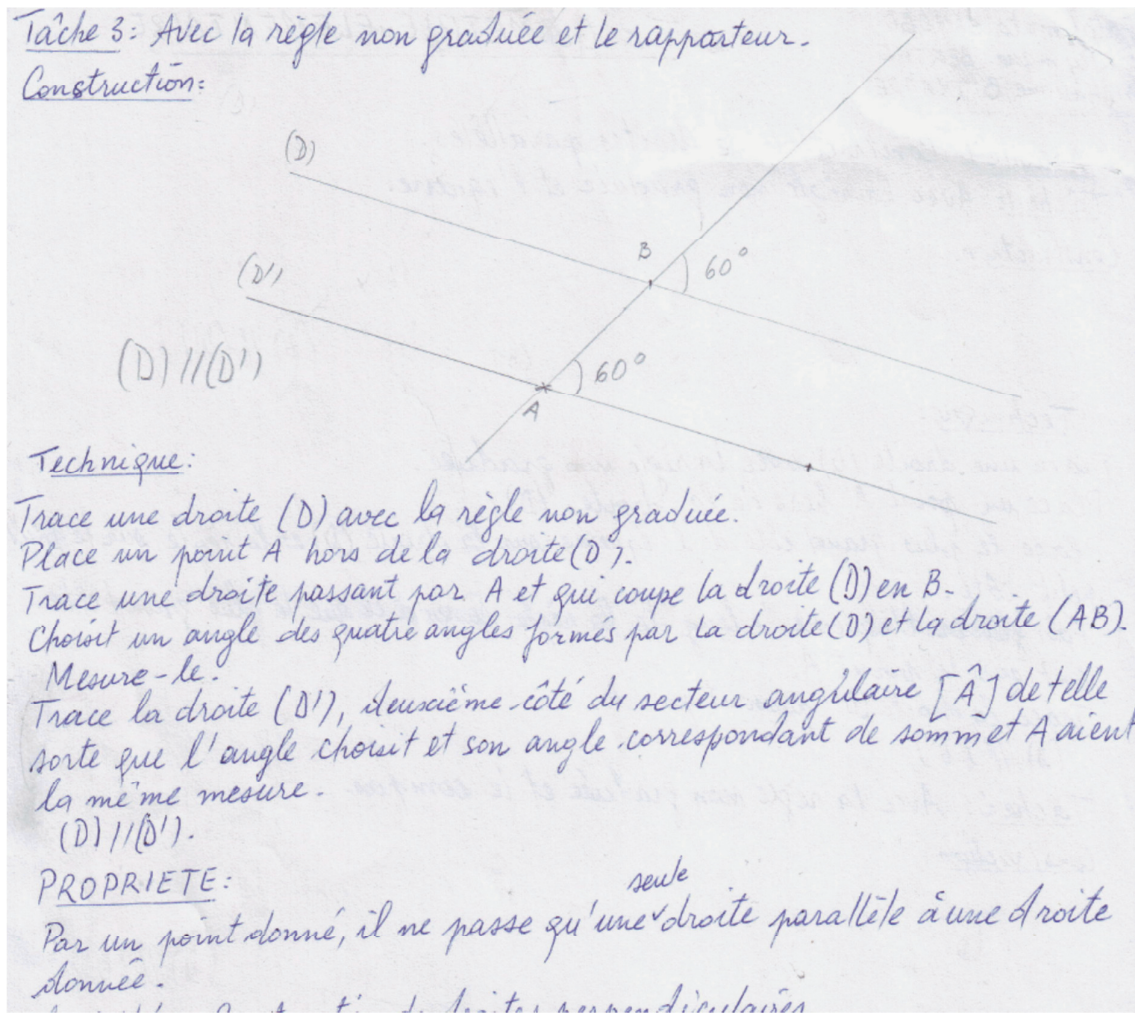 Tâche 3: Avec la règle non graduée et le rapporteur.
Construction:
(D)
B
60°
(D')
60°
(D)//(D')
A
Technique:
Trace une droite (D) avec la règle non graduée.
Place un point A hors de la droite (D).
Trace une droite passant par A et qui coupe la droite (D) en B.
Choisit un angle des quatre angles formés par la droite (D) et la droite (AB).
Mesure-le.
Trace la droite (D'), deuxième côté du secteur angulaire [Â] de telle
sorte que l'angle choisit et son angle correspondant de sommet A aient
la même mesure.
(D)//(D').
PROPRIETE:
Par un point donné, il ne passe qu'une seule droite parallèle à une droite
donnée.
droites perpendiculaires